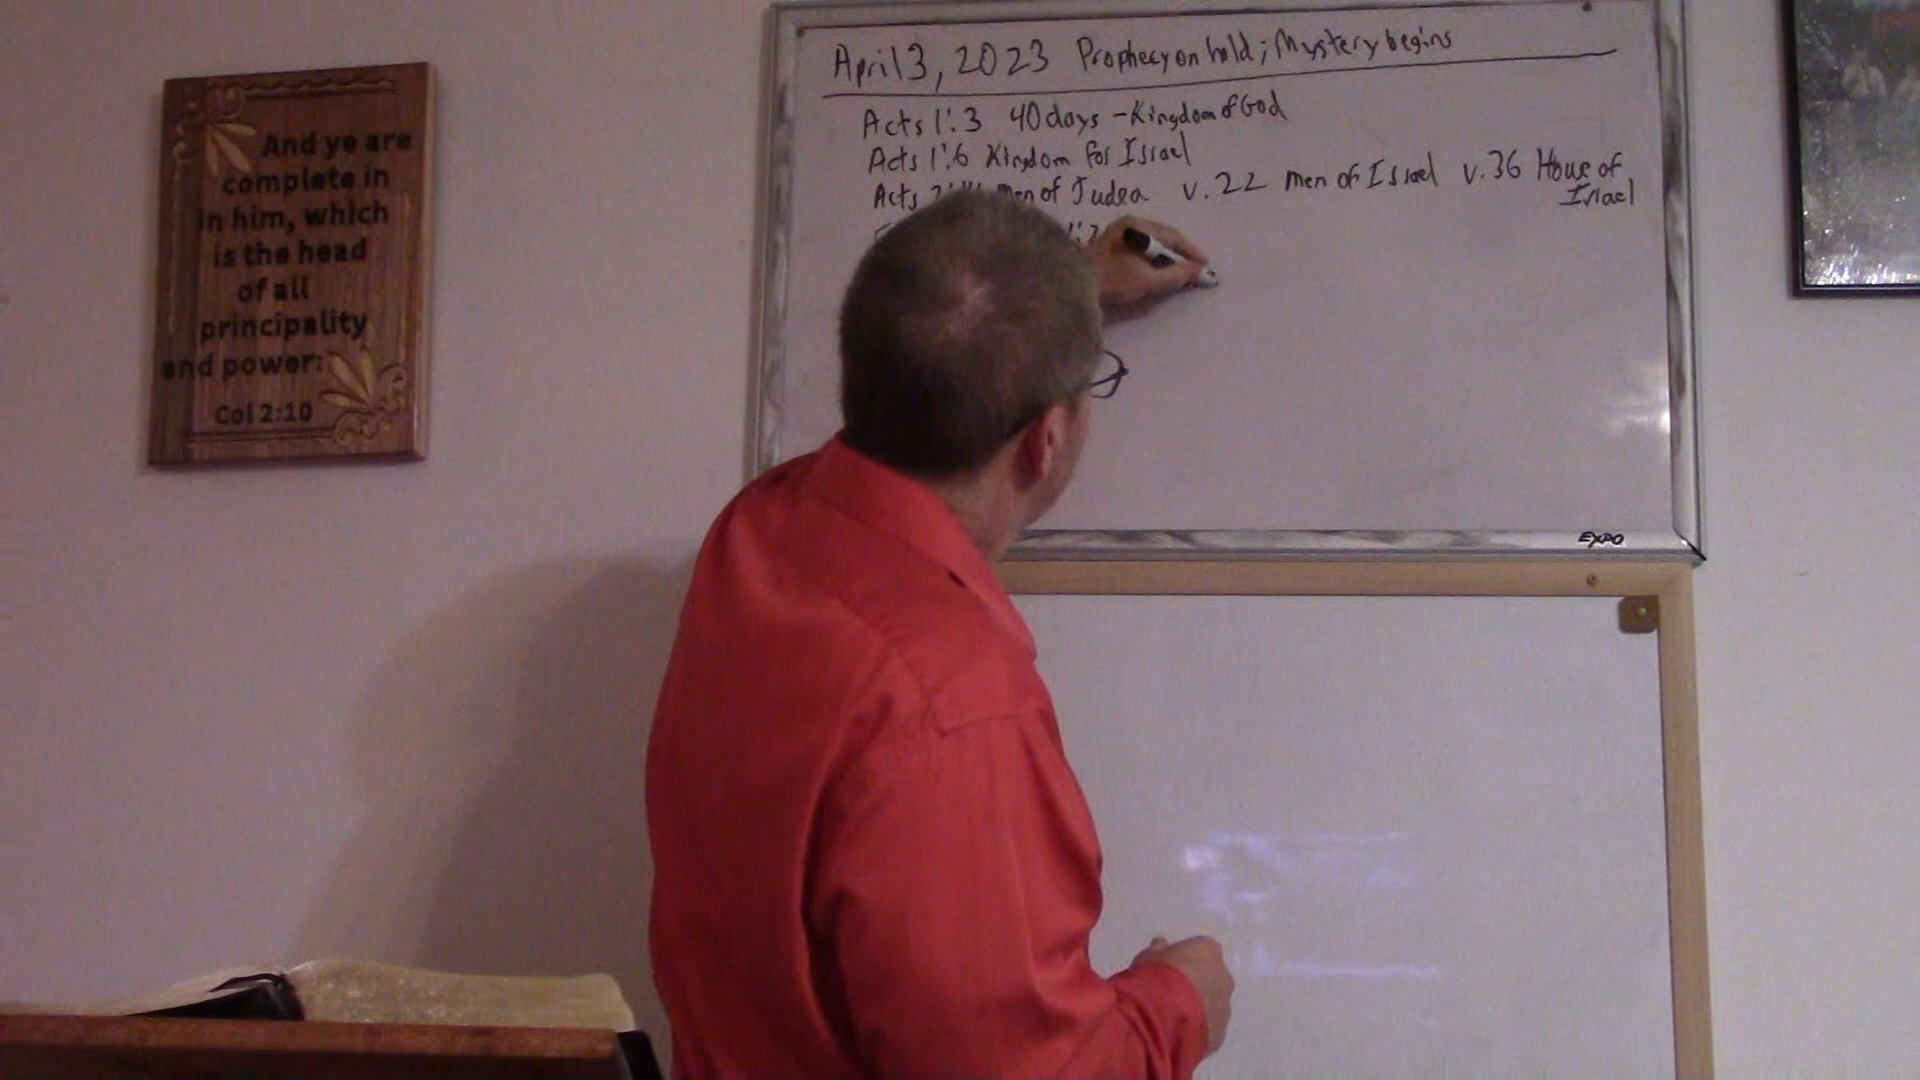 And ye are
complete in
in him, which
is the head
of all
principality
and power:
Col 2:10
April 3, 2023 Prophecy on hold; Mystery begins
Acts 1:3 40 days - Kingdom of God
Acts 1:6 Kingdom for Israel
Acts men of Judea v. 22 men of Israel v. 36 House of
Israel
EXPO